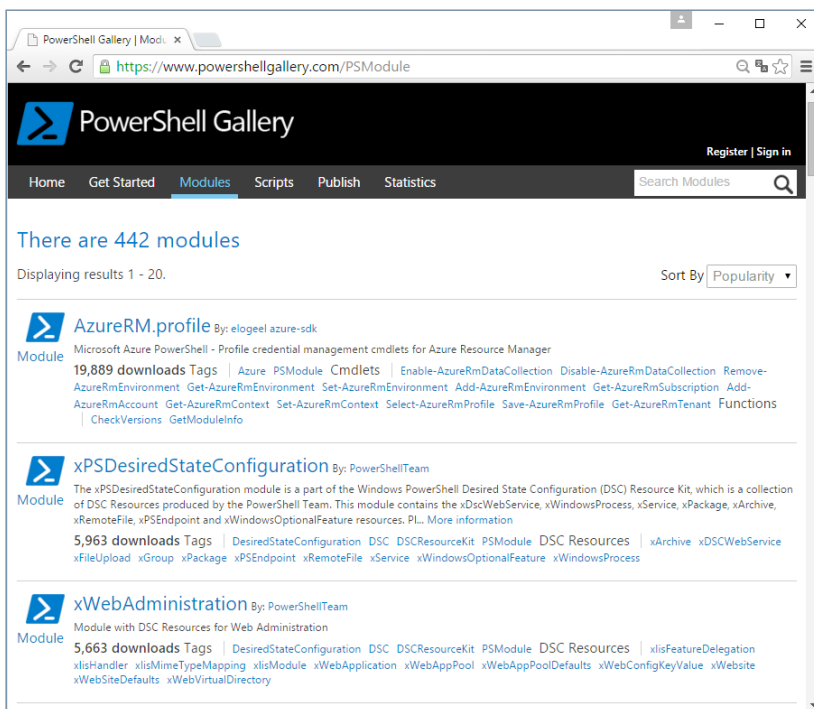 PowerShell Gallery | Modu
https://www.powershellgallery.com/PSModule
PowerShell Gallery
Register | Sign in
Home Get Started Modules Scripts Publish Statistics Search Modules
There are 442 modules
Displaying results 1 - 20. Sort By Popularity
AzureRM.profile By: elogeel azure-sdk
Module
Microsoft Azure PowerShell - Profile credential management cmdlets for Azure Resource Manager
19,889 downloads Tags | Azure PSModule Cmdlets | Enable-AzureRmDataCollection Disable-AzureRmDataCollection Remove-
AzureRmEnvironment Get-AzureRmEnvironment Set-AzureRmEnvironment Add-AzureRmEnvironment Get-AzureRmSubscription Add-
AzureRmAccount Get-AzureRmContext Set-AzureRmContext Select-AzureRmProfile Save-AzureRmProfile Get-AzureRmTenant Functions
| CheckVersions GetModuleInfo
xPSDesiredStateConfiguration By: PowerShellTeam
Module
The xPSDesiredStateConfiguration module is a part of the Windows PowerShell Desired State Configuration (DSC) Resource Kit, which is a collection
of DSC Resources produced by the PowerShell Team. This module contains the xDscWebService, xWindowsProcess, xService, xPackage, xArchive,
xRemoteFile, xPSEndpoint and xWindowsOptionalFeature resources. Pl... More information
5,963 downloads Tags | DesiredStateConfiguration DSC DSCResourceKit PSModule DSC Resources | xArchive xDSCWebService
xFileUpload xGroup xPackage xPSEndpoint xRemoteFile xService xWindowsOptionalFeature xWindowsProcess
xWebAdministration By: PowerShellTeam
Module
Module with DSC Resources for Web Administration
5,663 downloads Tags | DesiredStateConfiguration DSC DSCResourceKit PSModule DSC Resources | xIisFeatureDelegation
xIisHandler xIisMimeTypeMapping xIisModule xWebApplication xWebAppPool xWebAppPoolDefaults xWebConfigKeyValue xWebsite
xWebSiteDefaults xWebVirtualDirectory